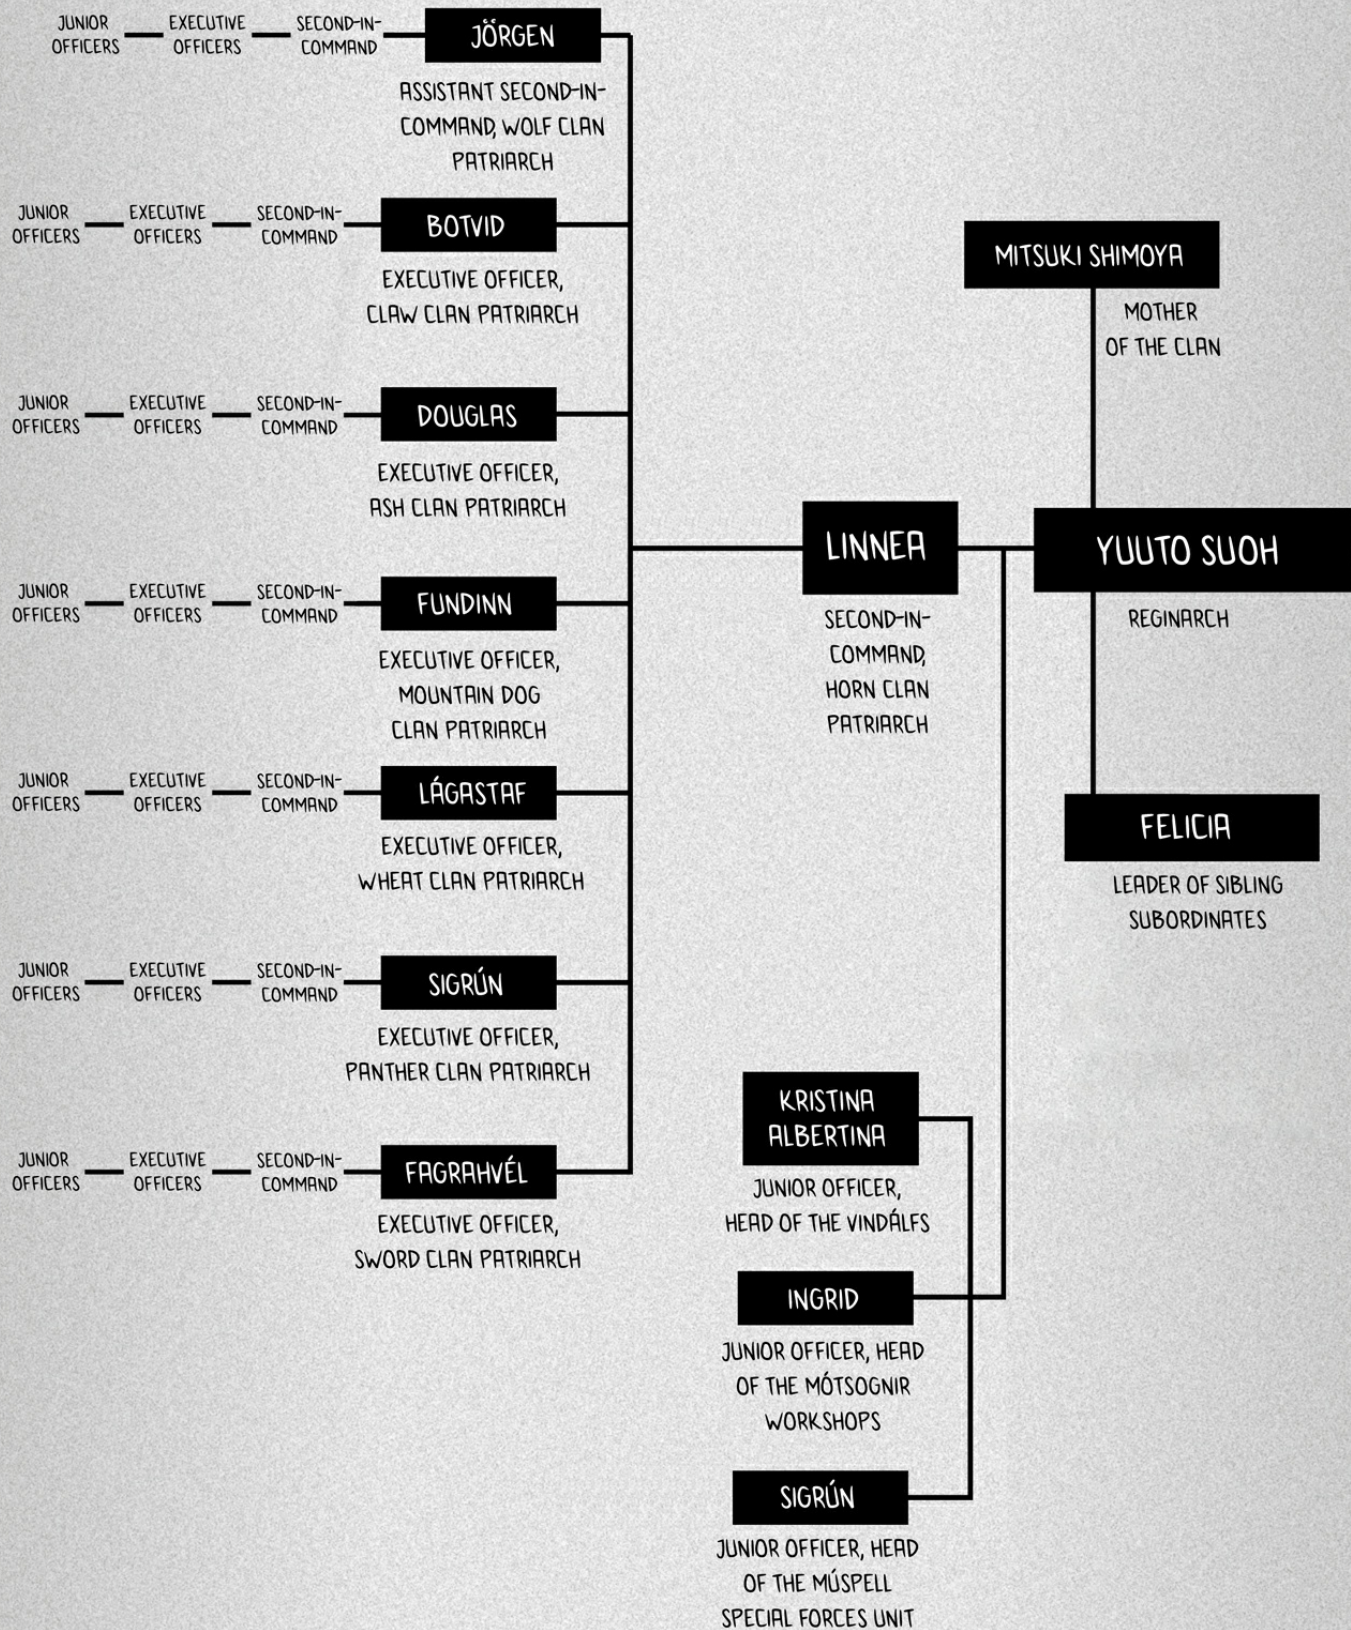 JUNIOR
OFFICERS
EXECUTIVE
OFFICERS
SECOND-IN-
COMMAND
JÖRGEN
ASSISTANT SECOND-IN-
COMMAND, WOLF CLAN
PATRIARCH
JUNIOR
OFFICERS
EXECUTIVE
OFFICERS
SECOND-IN-
COMMAND
BOTVID
EXECUTIVE OFFICER,
CLAW CLAN PATRIARCH
JUNIOR
OFFICERS
EXECUTIVE
OFFICERS
SECOND-IN-
COMMAND
DOUGLAS
EXECUTIVE OFFICER,
ASH CLAN PATRIARCH
JUNIOR
OFFICERS
EXECUTIVE
OFFICERS
SECOND-IN-
COMMAND
FUNDINN
EXECUTIVE OFFICER,
MOUNTAIN DOG
CLAN PATRIARCH
JUNIOR
OFFICERS
EXECUTIVE
OFFICERS
SECOND-IN-
COMMAND
LÁGASTAF
EXECUTIVE OFFICER,
WHEAT CLAN PATRIARCH
JUNIOR
OFFICERS
EXECUTIVE
OFFICERS
SECOND-IN-
COMMAND
SIGRÚN
EXECUTIVE OFFICER,
PANTHER CLAN PATRIARCH
JUNIOR
OFFICERS
EXECUTIVE
OFFICERS
SECOND-IN-
COMMAND
FAGRAHVÉL
EXECUTIVE OFFICER,
SWORD CLAN PATRIARCH
MITSUKI SHIMOYA
MOTHER
OF THE CLAN
LINNEA
SECOND-IN-
COMMAND,
HORN CLAN
PATRIARCH
YUUTO SUOH
REGINARCH
FELICIA
LEADER OF SIBLING
SUBORDINATES
KRISTINA
ALBERTINA
JUNIOR OFFICER,
HEAD OF THE VINDÁLFS
INGRID
JUNIOR OFFICER, HEAD
OF THE MÓTSOGNIR
WORKSHOPS
SIGRÚN
JUNIOR OFFICER, HEAD
OF THE MÚSPELL
SPECIAL FORCES UNIT